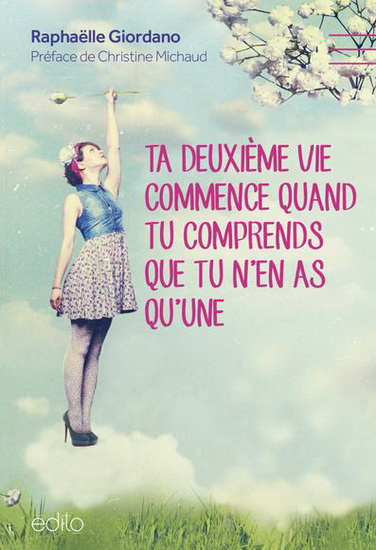 Raphaëlle Giordano
Préface de Christine Michaud
TA DEUXIÈME VIE
COMMENCE QUAND
TU COMPRENDS
QUE TU N'EN AS
QU'UNE
édito